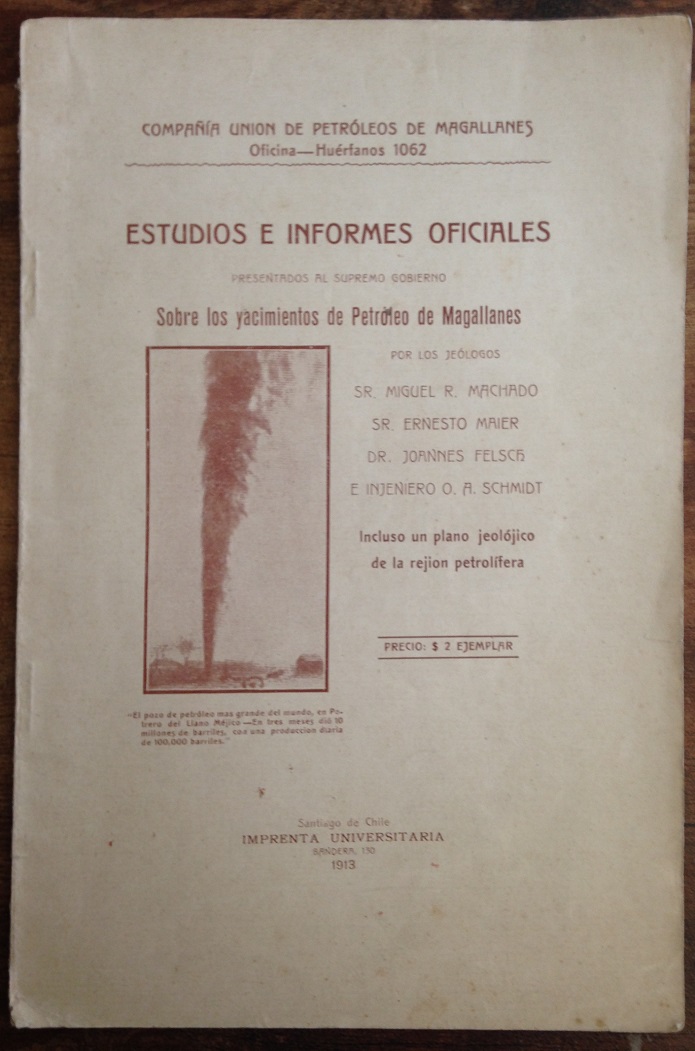 COMPAÑÍA UNION DE PETRÓLEOS DE MAGALLANES
Oficina—Huérfanos 1062
ESTUDIOS E INFORMES OFICIALES
PRESENTADOS AL SUPREMO GOBIERNO
Sobre los yacimientos de Petróleo de Magallanes
POR LOS JEÓLOGOS
SR. MIGUEL R. MACHADO
SR. ERNESTO MAIER
DR. JOANNES FELSCH
E INJENIERO O. A. SCHMIDT
Incluso un plano jeolójico
de la rejion petrolífera
PRECIO: $ 2 EJEMPLAR
"El pozo de petróleo mas grande del mundo, en Po-
trero del Llano Méjico—En tres meses dió 10
millones de barriles, con una produccion diaria
de 100,000 barriles."
Santiago de Chile
IMPRENTA UNIVERSITARIA
BANDERA, 130
1913